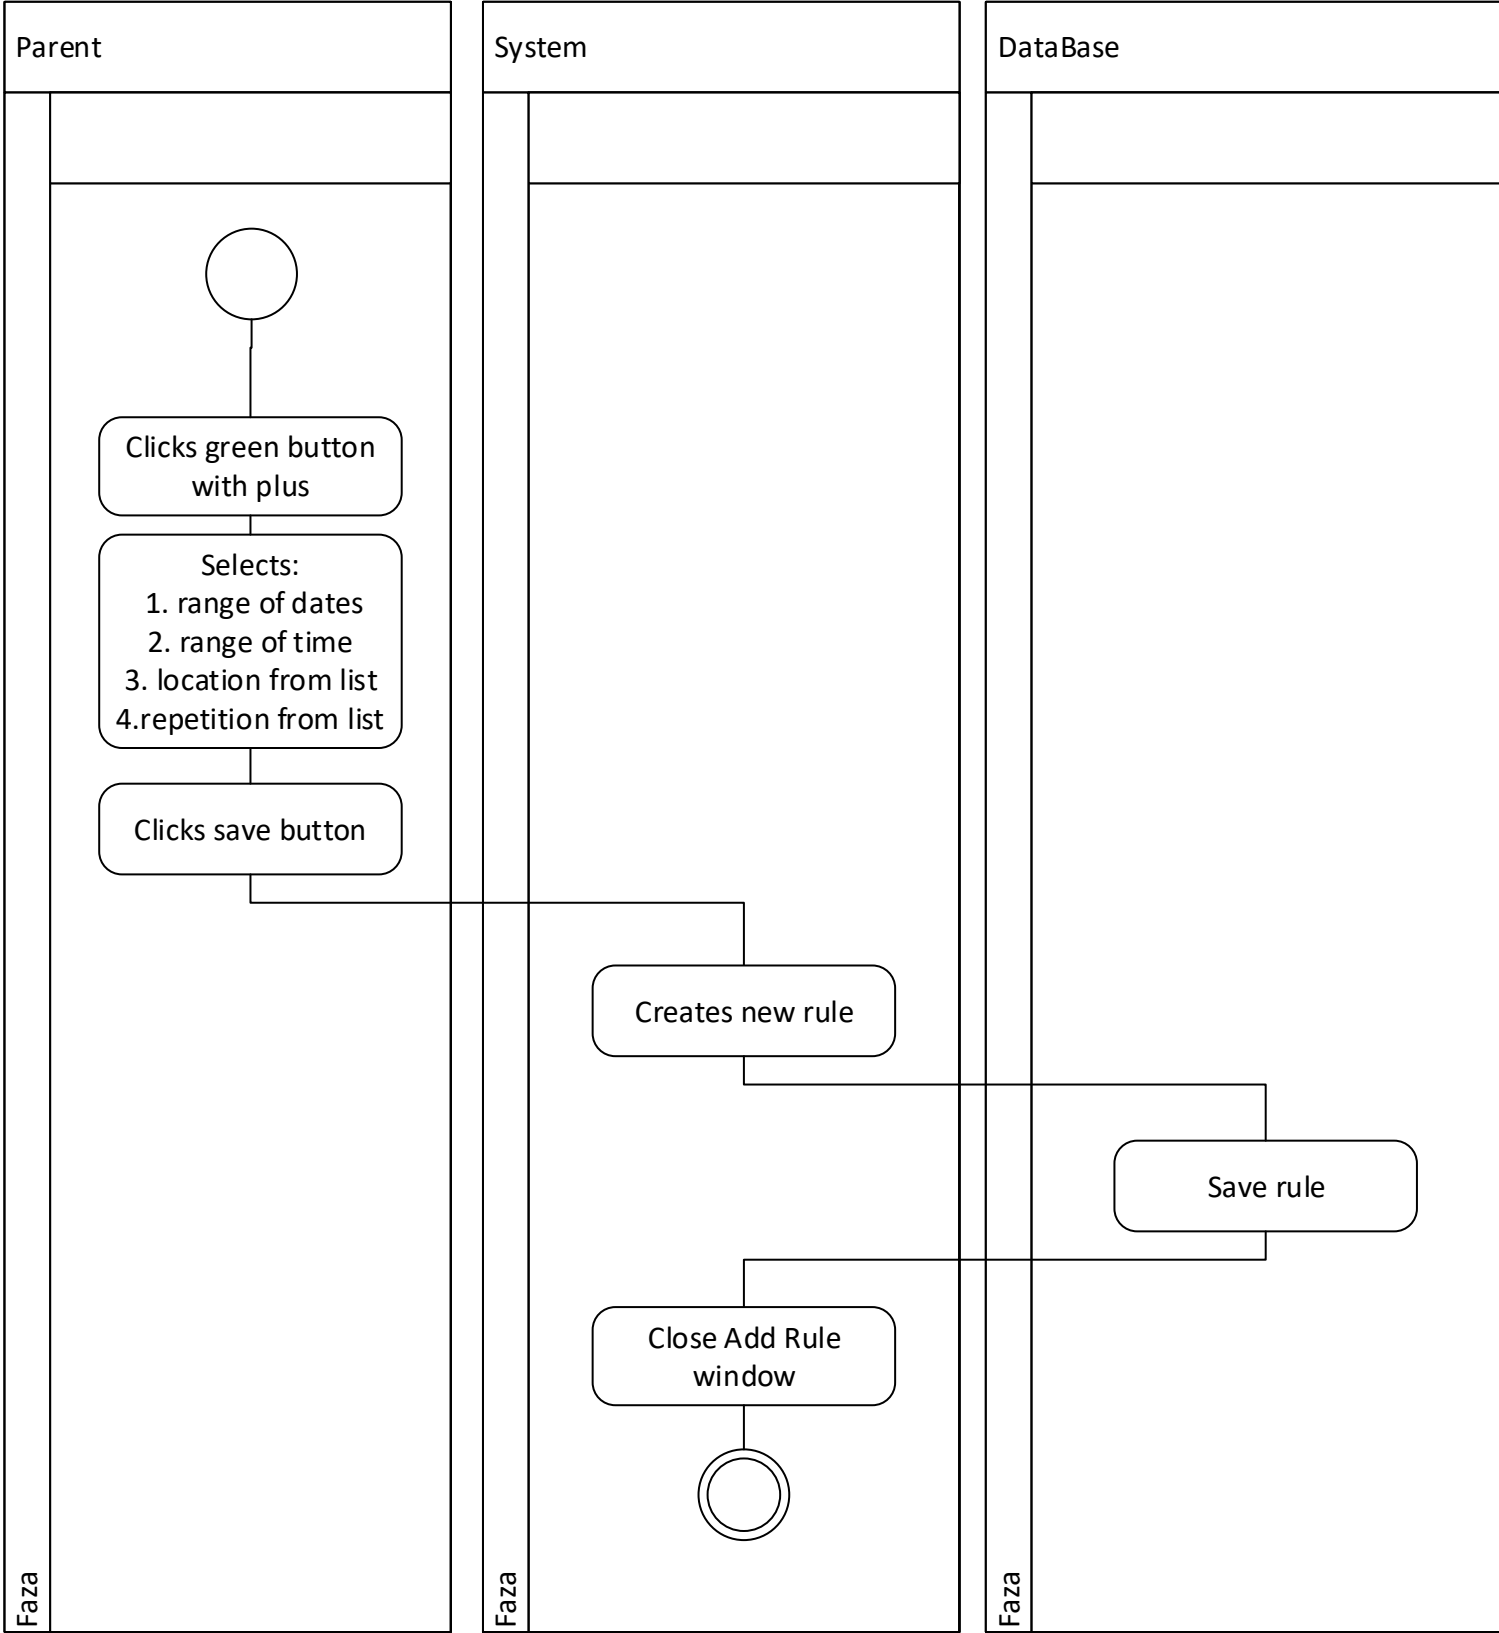 Parent
System
DataBase
Clicks green button
with plus
Selects:
1. range of dates
2. range of time
3. location from list
4.repetition from list
Clicks save button
Creates new rule
Save rule
Close Add Rule
window
Faza
Faza
Faza